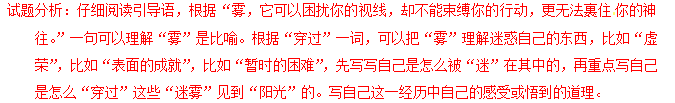 试题分析：仔细阅读引导语，根据“雾，它可以困扰你的视线，却不能束缚你的行动，更无法裹住 你的神
往。”一句可以理解“雾”是比喻。根据“穿过”一词，可以把“雾”理解迷惑自己的东西，比如“虚
荣”，比如“表面的成就”，比如“暂时的困难”，先写写自己是怎么被“迷”在其中的，再重点写自己
是怎么“穿过”这些“迷雾”见到“阳光”的。写自己这一经历中自己的感受或悟到的道理。